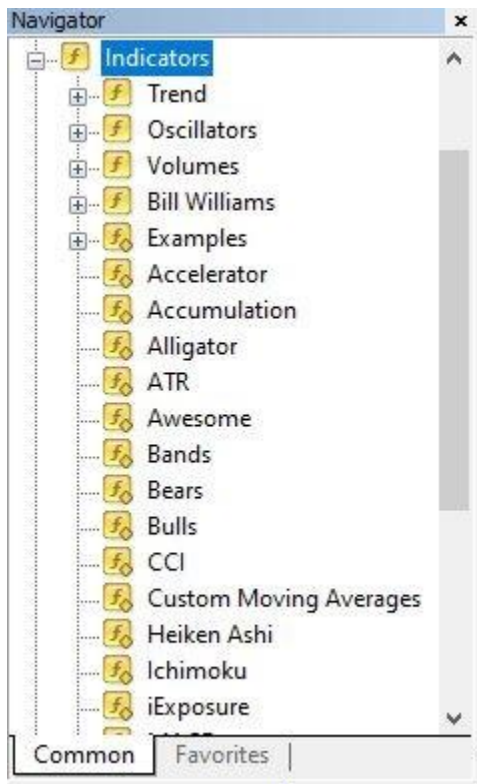 Navigator
Indicators
Trend
Oscillators
Volumes
Bill Williams
Examples
Accelerator
Accumulation
Alligator
ATR
Awesome
Bands
Bears
Bulls
CCI
Custom Moving Averages
Heiken Ashi
Ichimoku
iExposure
Common Favorites